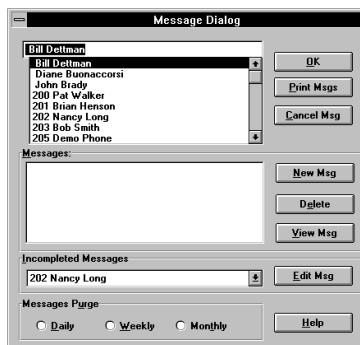 Message Dialog
Bill Dettman
Bill Dettman
Diane Buonaccorsi
John Brady
200 Pat Walker
201 Brian Henson
202 Nancy Long
203 Bob Smith
205 Demo Phone
OK
Print Msgs
Cancel Msg
Messages:
New Msg
Delete
View Msg
Incompleted Messages
202 Nancy Long
Edit Msg
Messages Purge
Daily
Weekly
Monthly
Help